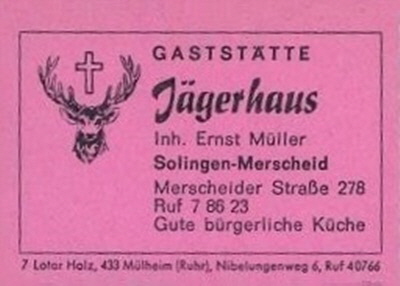 GASTSTÄTTE
Jägerhaus
Inh. Ernst Müller
Solingen-Merscheid
Merscheider Straße 278
Ruf 7 86 23
Gute bürgerliche Küche
7 Lotar Holz, 433 Mülheim (Ruhr), Nibelungenweg 6, Ruf 40766